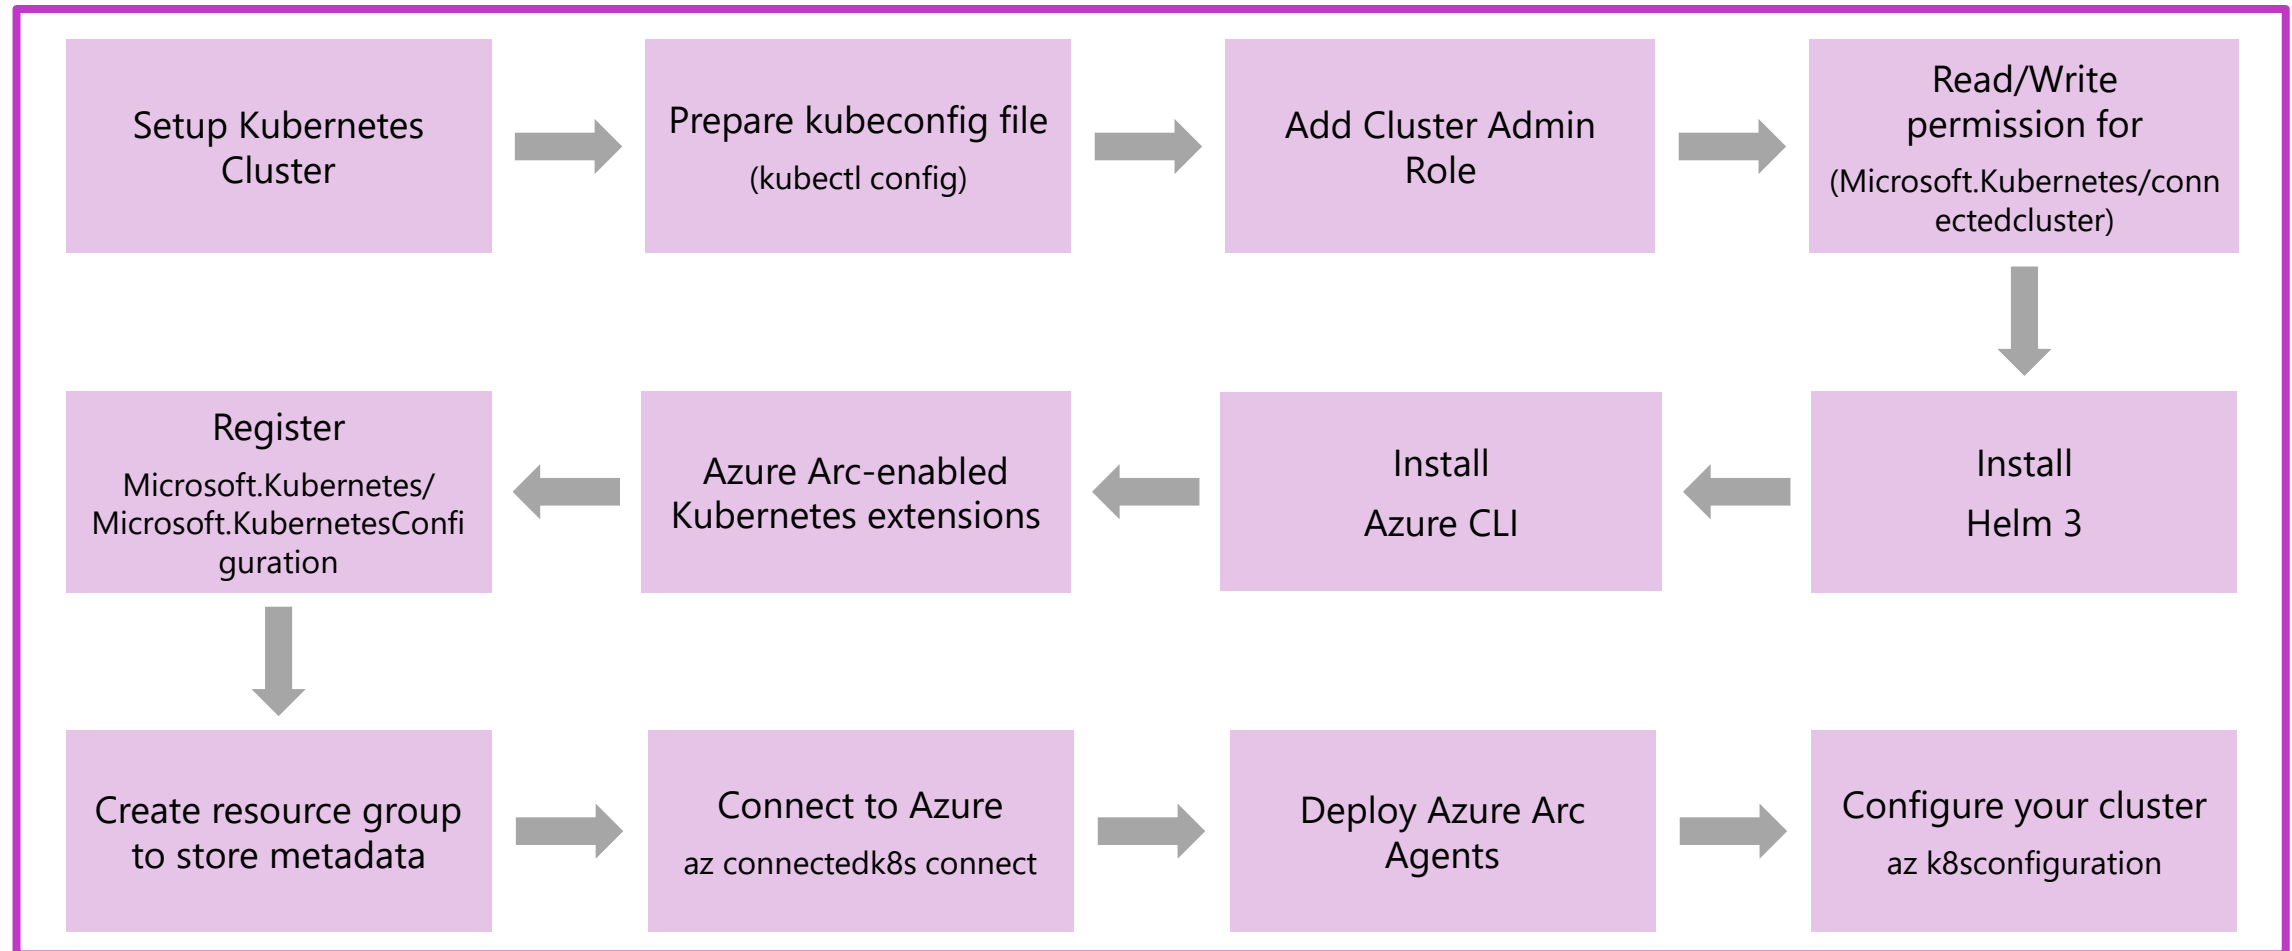 Setup Kubernetes
Cluster
Prepare kubeconfig file
(kubectl config)
Add Cluster Admin
Role
Read/Write
permission for
(Microsoft.Kubernetes/conn
ectedcluster)
Install
Helm 3
Install
Azure CLI
Azure Arc-enabled
Kubernetes extensions
Register
Microsoft.Kubernetes/
Microsoft.KubernetesConfi
guration
Create resource group
to store metadata
Connect to Azure
az connectedk8s connect
Deploy Azure Arc
Agents
Configure your cluster
az k8sconfiguration